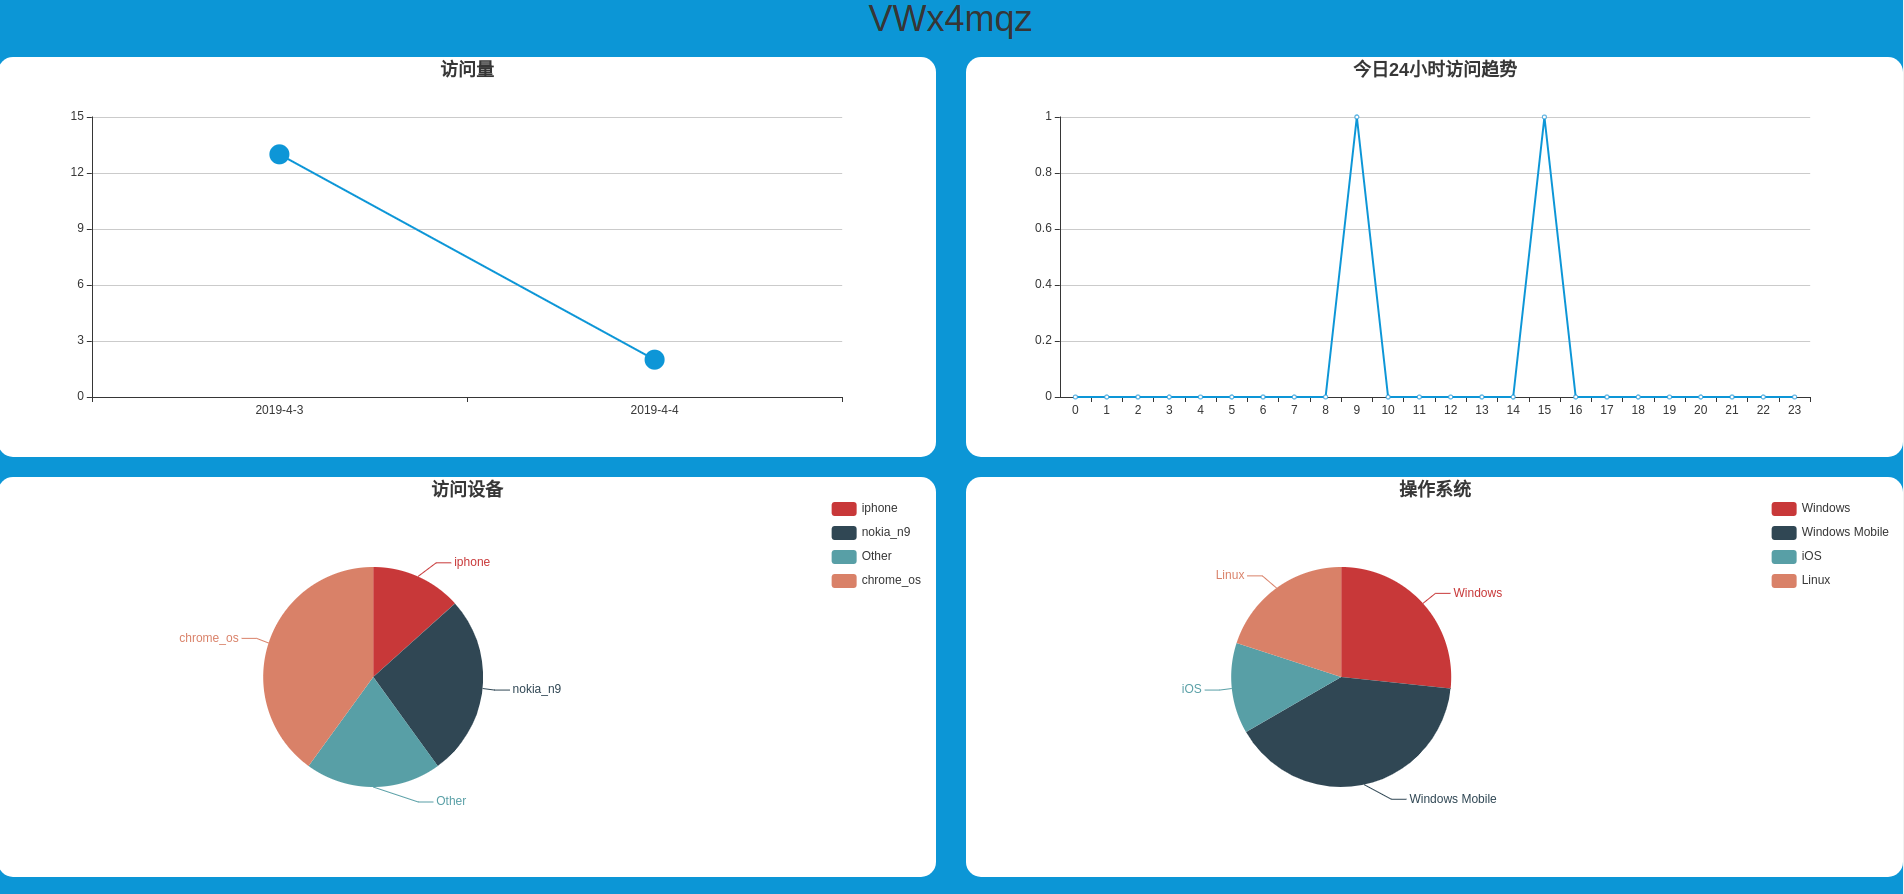 VWx4mqz
访问量
15
12
9
6
3
0
2019-4-3 2019-4-4
今日24小时访问趋势
1
0.8
0.6
0.4
0.2
0
0 1 2 3 4 5 6 7 8 9 10 11 12 13 14 15 16 17 18 19 20 21 22 23
访问设备
iphone
nokia_n9
Other
chrome_os
iphone
chrome_os
nokia_n9
Other
操作系统
Windows
Windows Mobile
iOS
Linux
Linux
Windows
iOS
Windows Mobile